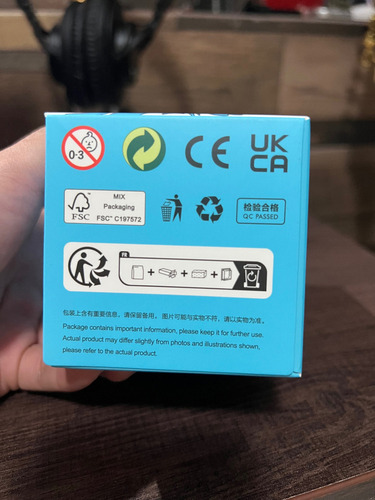 0-3
CE
UK
CA
MIX
Packaging
FSC
FSC™ C197572
检验合格
QC PASSED
FR
包装上含有重要信息，请保留备用。图片可能与实物不符，请以实物为准。
Package contains important information, please keep it for further use.
Actual product may differ slightly from photos and illustrations shown,
please refer to the actual product.